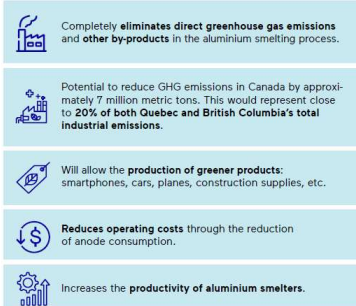 Completely eliminates direct greenhouse gas emissions
and other by-products in the aluminium smelting process.
Potential to reduce GHG emissions in Canada by approxi-
mately 7 million metric tons. This would represent close
to 20% of both Quebec and British Columbia's total
industrial emissions.
Will allow the production of greener products:
smartphones, cars, planes, construction supplies, etc.
Reduces operating costs through the reduction
of anode consumption.
Increases the productivity of aluminium smelters.